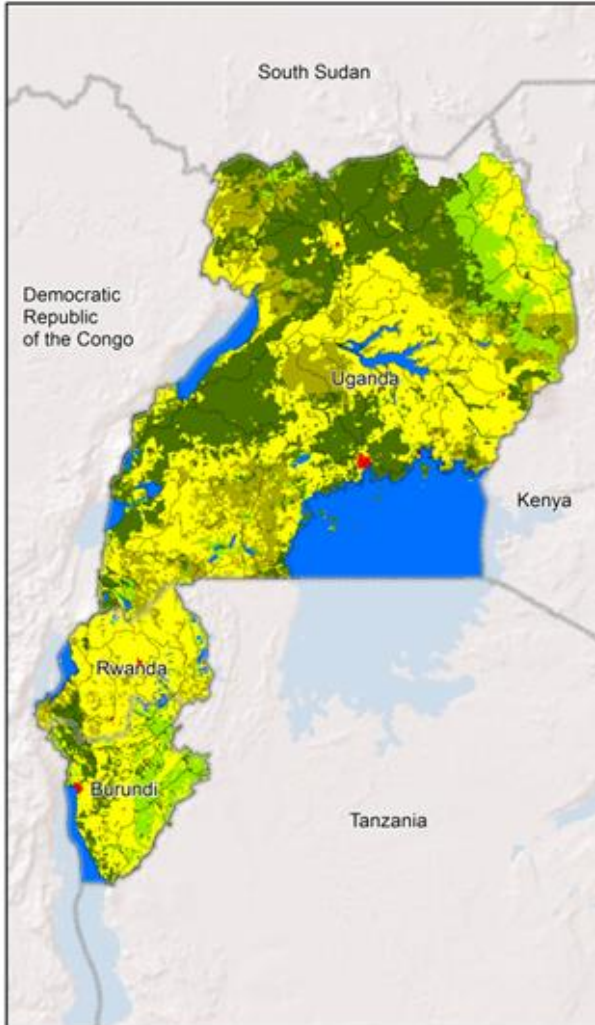 South Sudan
Democratic
Republic
of the Congo
Uganda
Kenya
Rwanda
Burundi
Tanzania